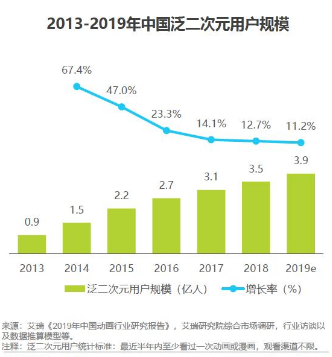 2013-2019年中国泛二次元用户规模
67.4%
47.0%
23.3%
14.1%
12.7%
11.2%
0.9
1.5
2.2
2.7
3.1
3.5
3.9
2013 2014 2015 2016 2017 2018 2019e
泛二次元用户规模（亿人） 增长率（%）
来源：艾瑞《2019年中国动画行业研究报告》，艾瑞研究院综合市场调研，行业访谈以
及数据推算模型等。
注释：泛二次元用户统计标准：最近半年内至少看过一次动画或漫画，观看渠道不限。